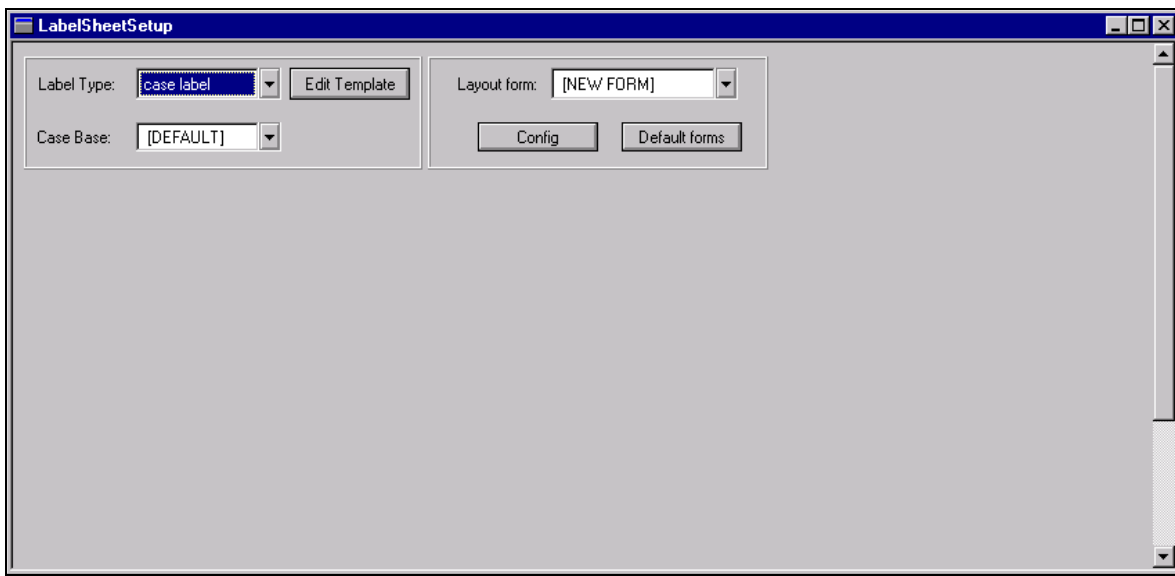 LabelSheetSetup
Label Type: case label Edit Template
Case Base: [DEFAULT]
Layout form: [NEW FORM]
Config Default forms